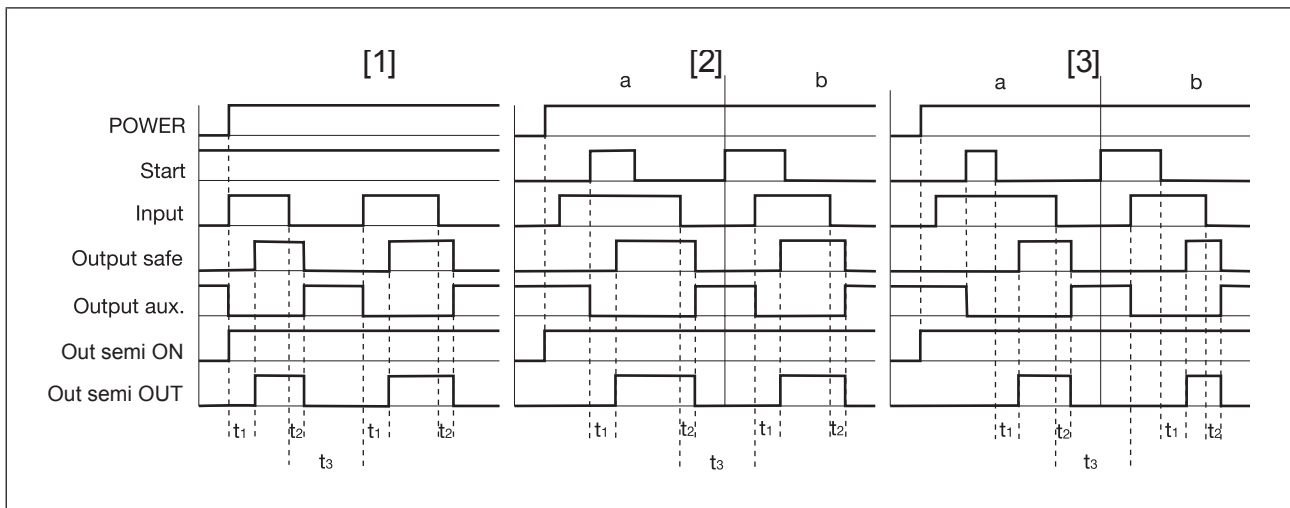 [1] [2] [3]
a b a b
POWER
Start
Input
Output safe
Output aux.
Out semi ON
Out semi OUT
t1 t2 t1 t2 t1 t2 t1 t2 t1 t2 t1 t2
t3 t3 t3